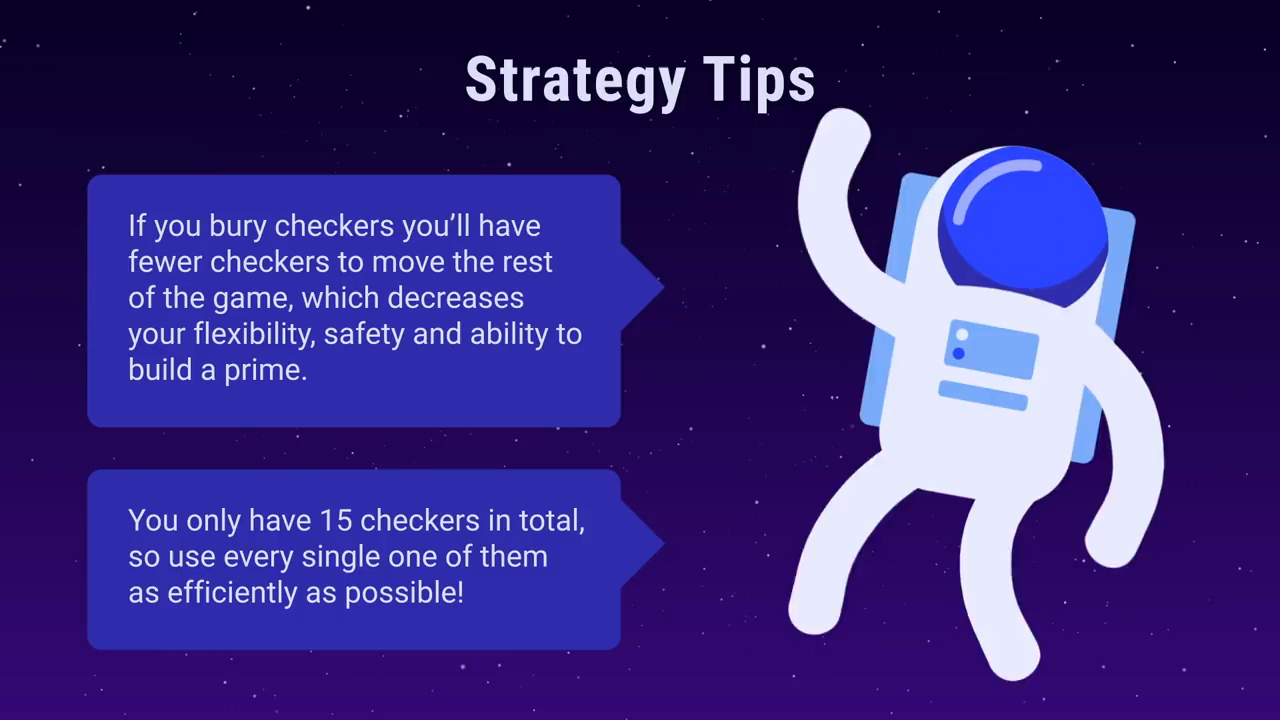 Strategy Tips
If you bury checkers you’ll have
fewer checkers to move the rest
of the game, which decreases
your flexibility, safety and ability to
build a prime.
You only have 15 checkers in total,
so use every single one of them
as efficiently as possible!